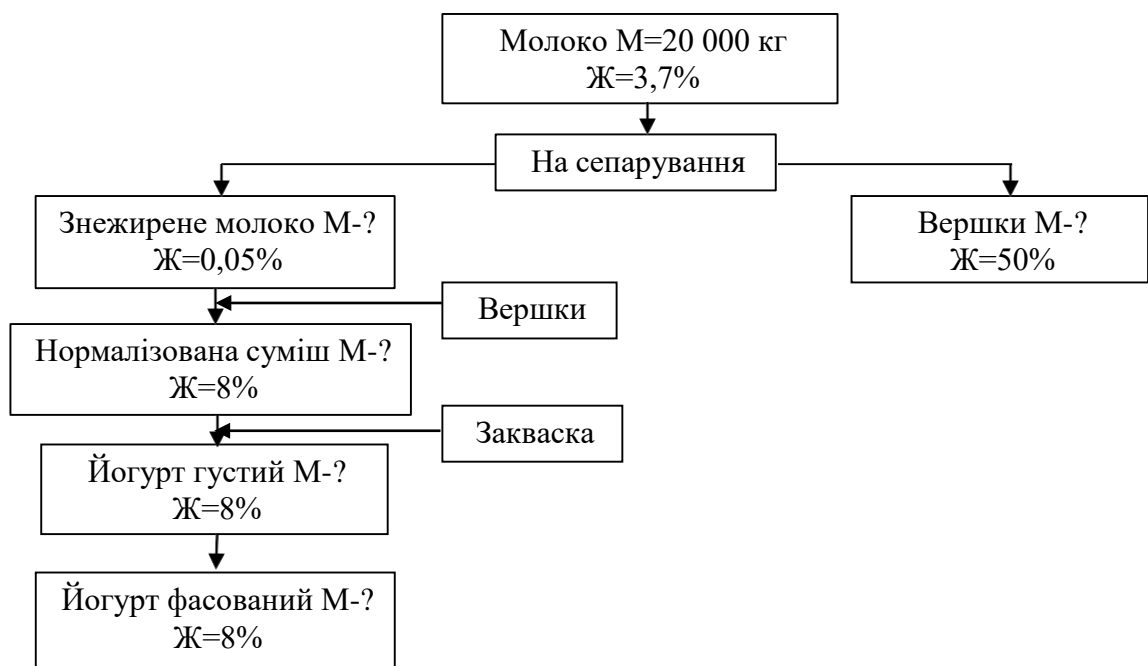 Молоко М=20 000 кг
Ж=3,7%
На сепарування
Знежирене молоко М-?
Ж=0,05%
Вершки М-?
Ж=50%
Вершки
Нормалізована суміш М-?
Ж=8%
Закваска
Йогурт густий М-?
Ж=8%
Йогурт фасований М-?
Ж=8%